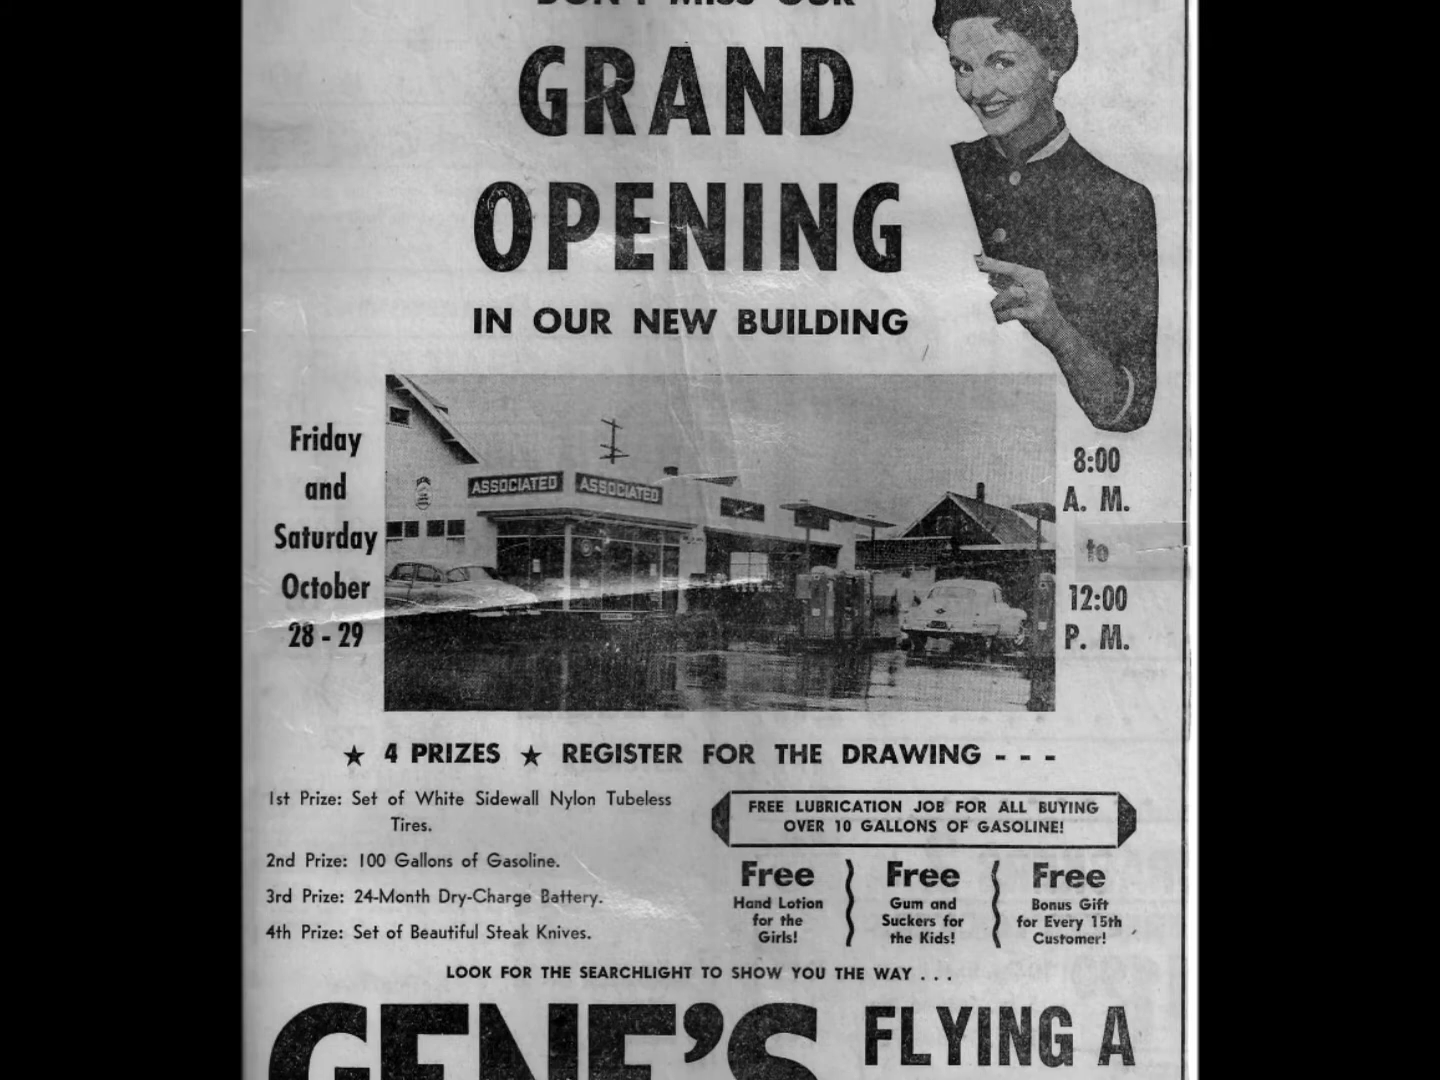 DON'T MISS OUR
GRAND
OPENING
IN OUR NEW BUILDING
Friday
and
Saturday
October
28 - 29
ASSOCIATED
ASSOCIATED
8:00
A. M.
to
12:00
P. M.
★ 4 PRIZES ★ REGISTER FOR THE DRAWING - - -
1st Prize: Set of White Sidewall Nylon Tubeless
Tires.
2nd Prize: 100 Gallons of Gasoline.
3rd Prize: 24-Month Dry-Charge Battery.
4th Prize: Set of Beautiful Steak Knives.
FREE LUBRICATION JOB FOR ALL BUYING
OVER 10 GALLONS OF GASOLINE!
Free
Hand Lotion
for the
Girls!
Free
Gum and
Suckers for
the Kids!
Free
Bonus Gift
for Every 15th
Customer!
LOOK FOR THE SEARCHLIGHT TO SHOW YOU THE WAY . . .
GENE'S FLYING A